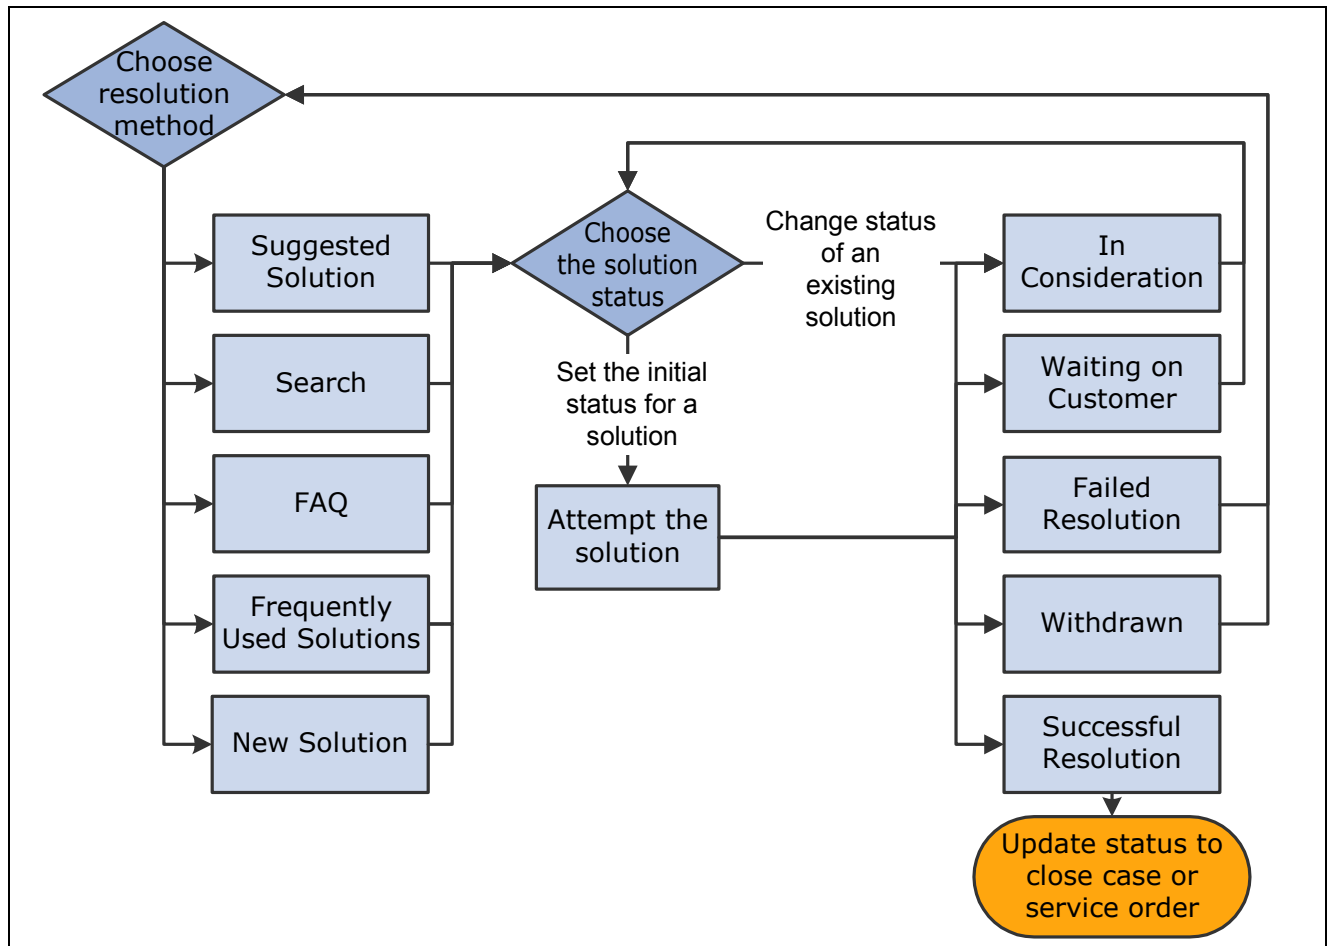 Choose
resolution
method
Suggested
Solution
Search
FAQ
Frequently
Used Solutions
New Solution
Choose
the solution
status
Change status
of an
existing
solution
Set the initial
status for a
solution
Attempt the
solution
In
Consideration
Waiting on
Customer
Failed
Resolution
Withdrawn
Successful
Resolution
Update status to
close case or
service order